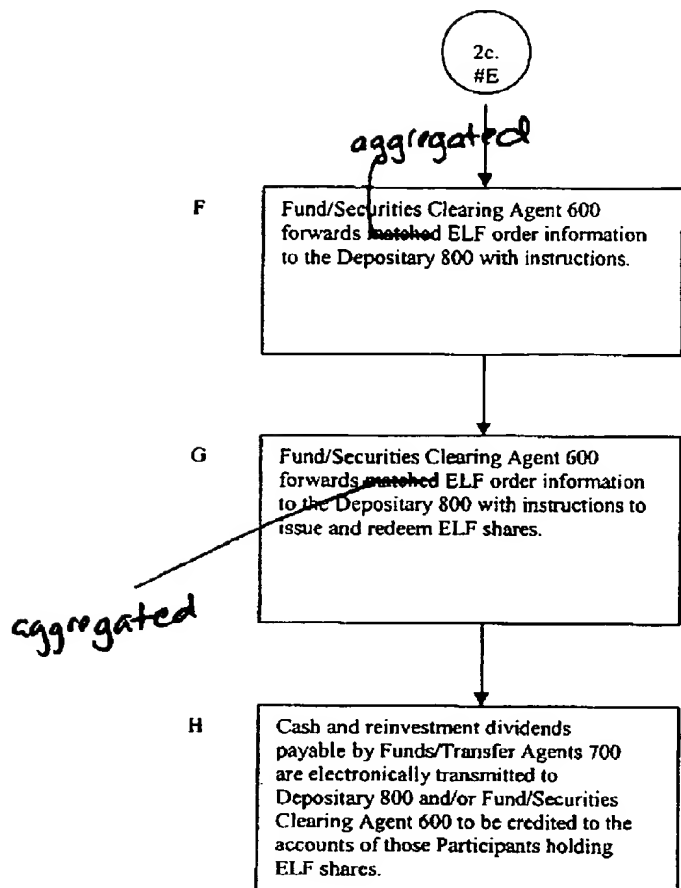 2c.
#E
aggregated
F
Fund/Securities Clearing Agent 600
forwards matched ELF order information
to the Depositary 800 with instructions.
G
Fund/Securities Clearing Agent 600
forwards matched ELF order information
to the Depositary 800 with instructions to
issue and redeem ELF shares.
aggregated
H
Cash and reinvestment dividends
payable by Funds/Transfer Agents 700
are electronically transmitted to
Depositary 800 and/or Fund/Securities
Clearing Agent 600 to be credited to the
accounts of those Participants holding
ELF shares.